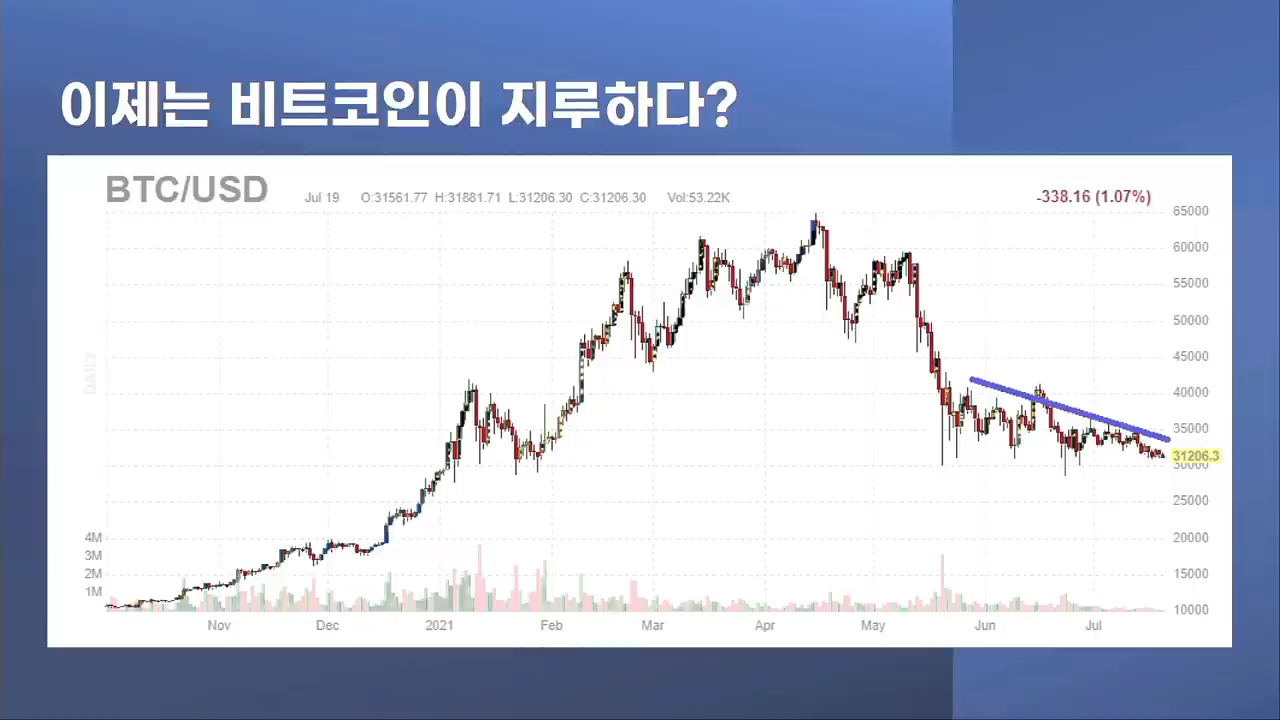 이제는 비트코인이 지루하다?
BTC/USD
Jul 19 O:31561.77 H:31881.71 L:31206.30 C:31206.30 Vol:53.22K
-338.16 (1.07%)
65000
60000
55000
50000
45000
DAILY
40000
35000
31206.3
30000
25000
20000
15000
10000
4M
3M
2M
1M
Nov Dec 2021 Feb Mar Apr May Jun Jul